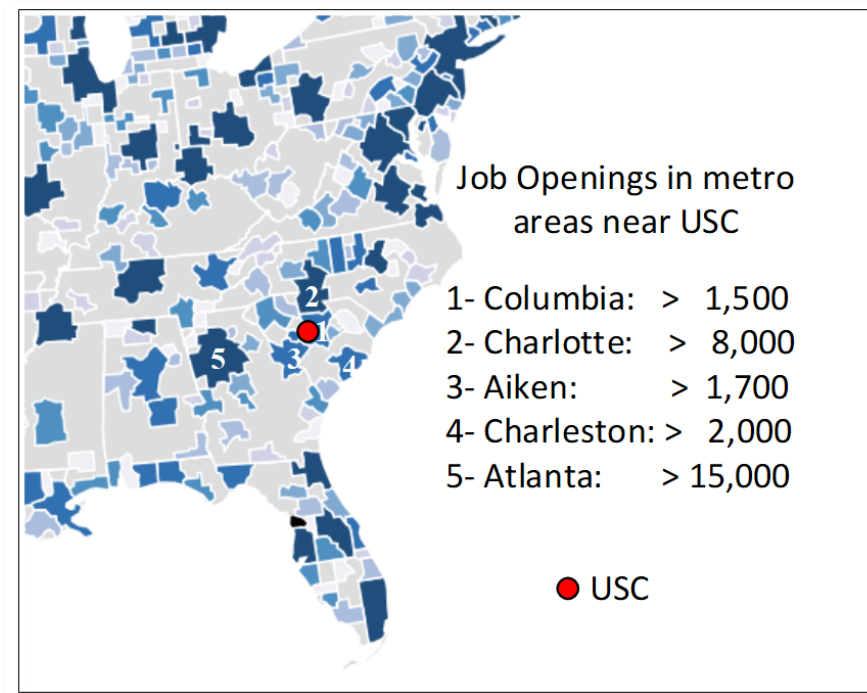 Job Openings in metro
areas near USC
1- Columbia: > 1,500
2- Charlotte: > 8,000
3- Aiken: > 1,700
4- Charleston: > 2,000
5- Atlanta: > 15,000
2
1
5
3
4
USC